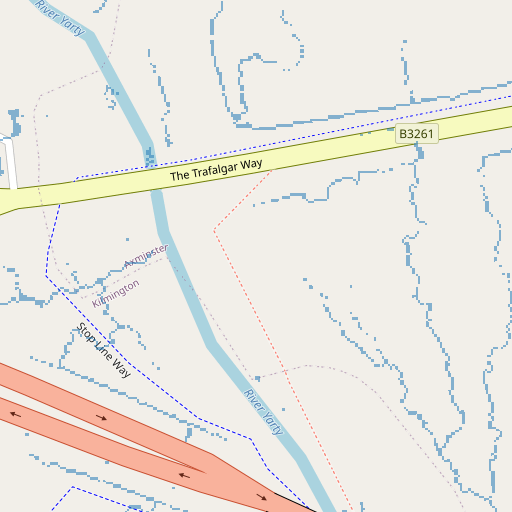 River Yarty
B3261
The Trafalgar Way
Axminster
Kilmington
Stop Line Way
River Yarty